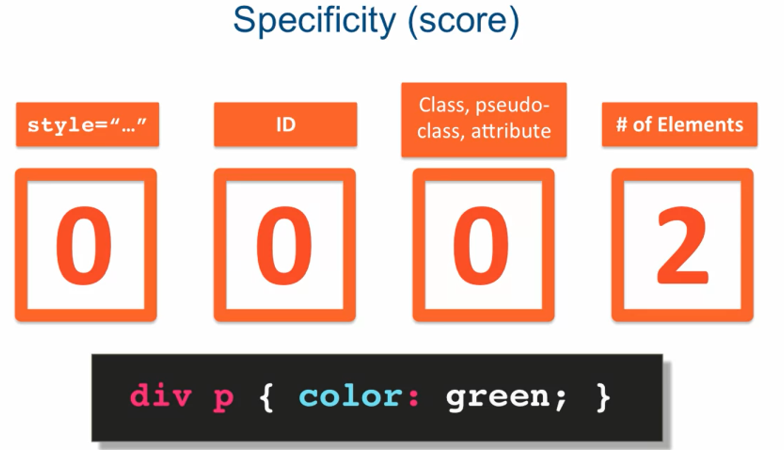 Specificity (score)
style=“…”
ID
Class, pseudo-
class, attribute
# of Elements
0
0
0
2
div p { color: green; }